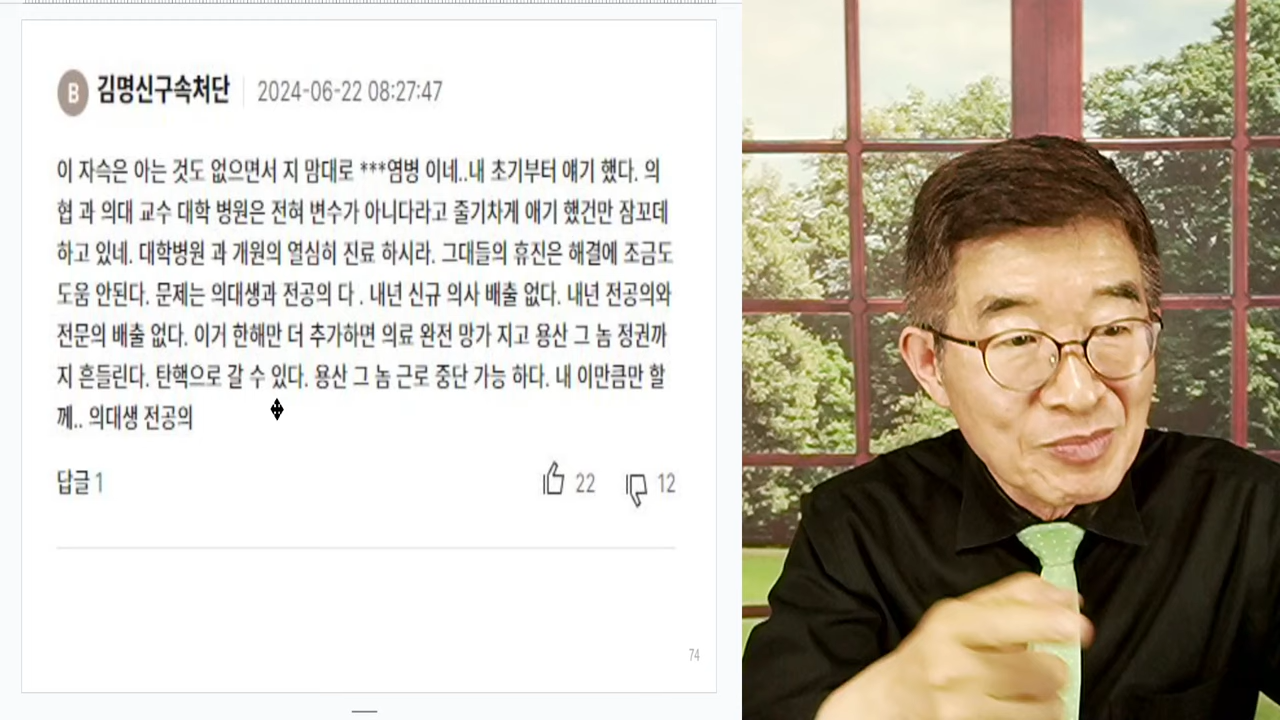 B 김명신구속처단 2024-06-22 08:27:47
이 자슥은 아는 것도 없으면서 지 맘대로 ***염병 이네..내 초기부터 얘기 했다. 의
협 과 의대 교수 대학 병원은 전혀 변수가 아니다라고 줄기차게 얘기 했건만 잠꼬데
하고 있네. 대학병원 과 개원의 열심히 진료 하시라. 그대들의 휴진은 해결에 조금도
도움 안된다. 문제는 의대생과 전공의 다 . 내년 신규 의사 배출 없다. 내년 전공의와
전문의 배출 없다. 이거 한해만 더 추가하면 의료 완전 망가 지고 용산 그 놈 정권까
지 흔들린다. 탄핵으로 갈 수 있다. 용산 그 놈 근로 중단 가능 하다. 내 이만큼만 할
께.. 의대생 전공의
답글 1 22 12
74